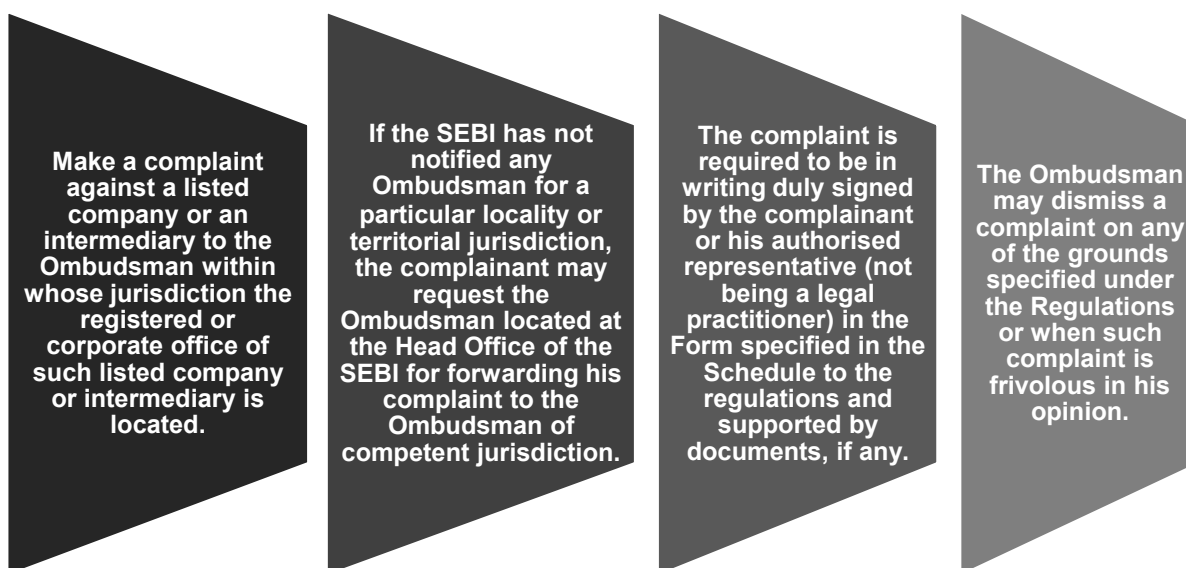 Make a complaint
against a listed
company or an
intermediary to the
Ombudsman within
whose jurisdiction the
registered or
corporate office of
such listed company
or intermediary is
located.
If the SEBI has not
notified any
Ombudsman for a
particular locality or
territorial jurisdiction,
the complainant may
request the
Ombudsman located at
the Head Office of the
SEBI for forwarding his
complaint to the
Ombudsman of
competent jurisdiction.
The complaint is
required to be in
writing duly signed
by the complainant
or his authorised
representative (not
being a legal
practitioner) in the
Form specified in the
Schedule to the
regulations and
supported by
documents, if any.
The Ombudsman
may dismiss a
complaint on any
of the grounds
specified under
the Regulations
or when such
complaint is
frivolous in his
opinion.